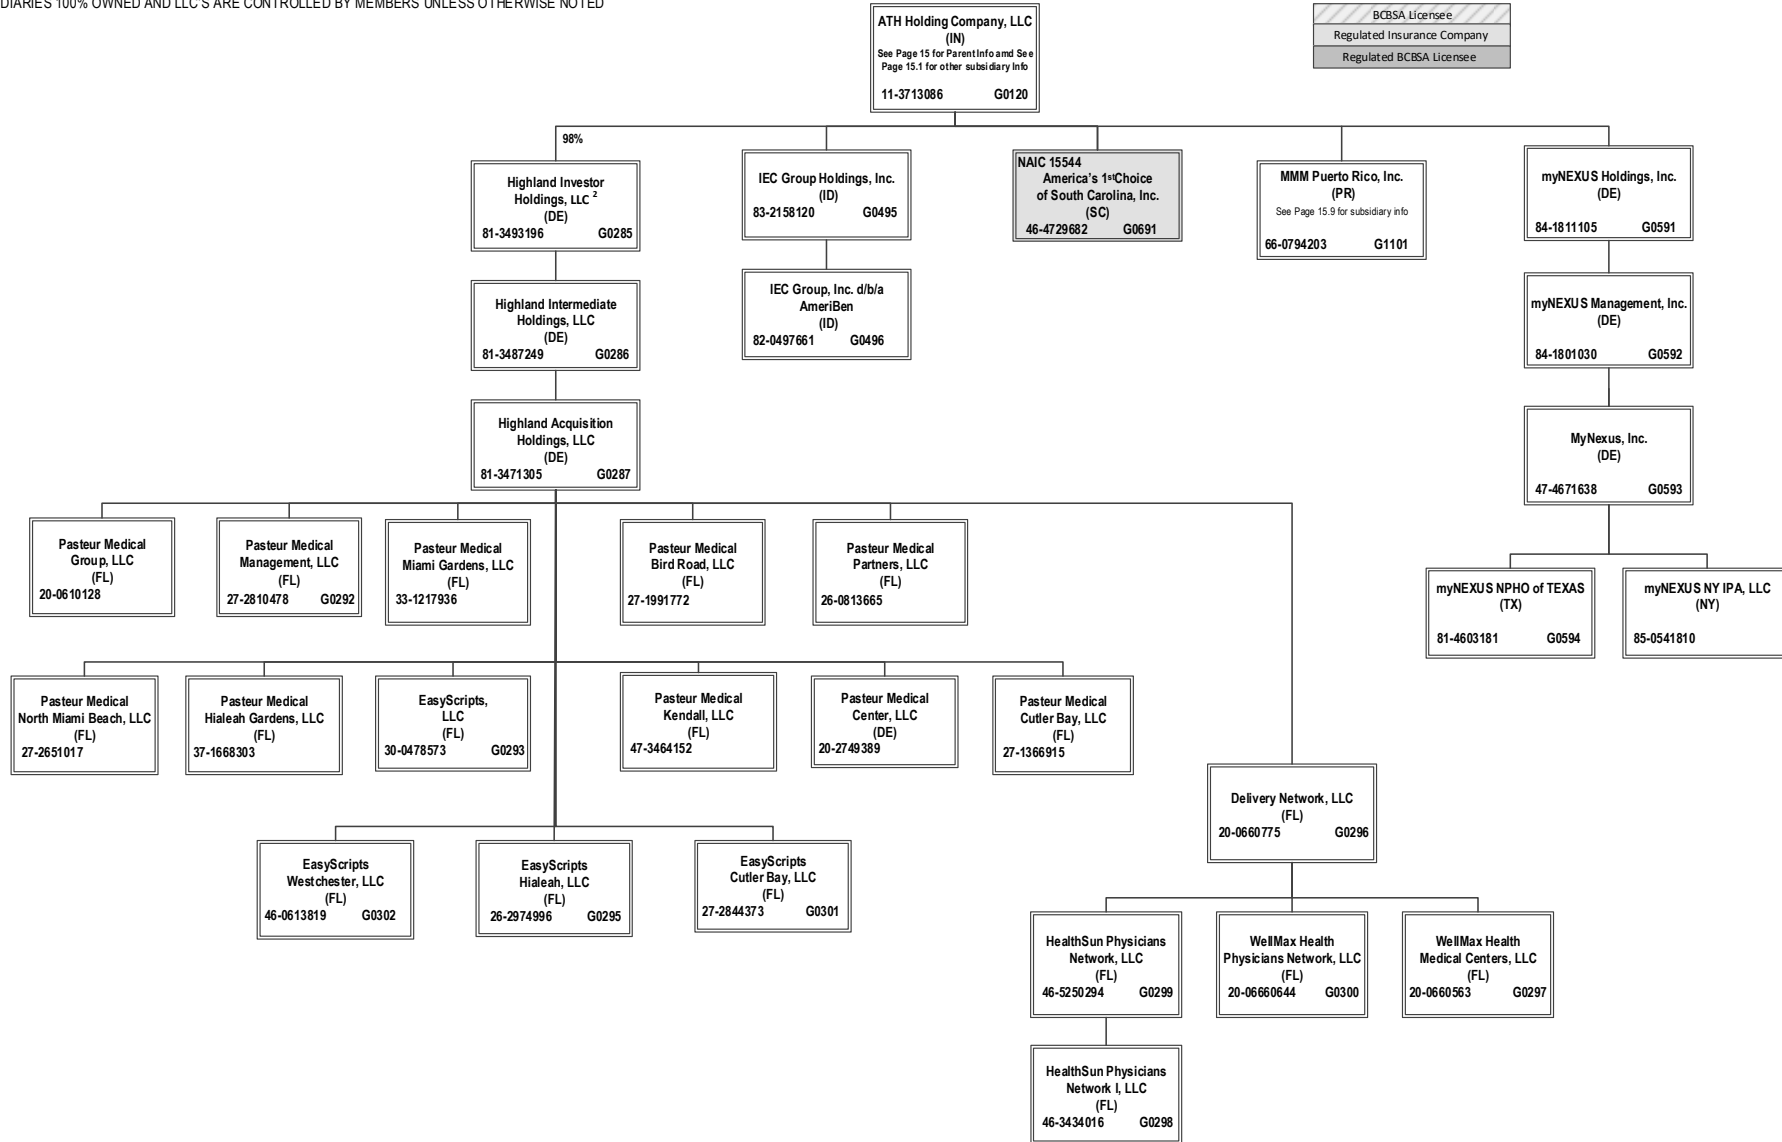 DIARIES 100% OWNED AND LLC'S ARE CONTROLLED BY MEMBERS UNLESS OTHERWISE NOTED
ATH Holding Company, LLC
(IN)
See Page 15 for Parent Info amd See
Page 15.1 for other subsidiary Info
11-3713086 G0120
BCBSA Licensee
Regulated Insurance Company
Regulated BCBSA Licensee
98%
Highland Investor
Holdings, LLC 2
(DE)
81-3493196 G0285
IEC Group Holdings, Inc.
(ID)
83-2158120 G0495
NAIC 15544
America's 1st Choice
of South Carolina, Inc.
(SC)
46-4729682 G0691
MMM Puerto Rico, Inc.
(PR)
See Page 15.9 for subsidiary info
66-0794203 G1101
myNEXUS Holdings, Inc.
(DE)
84-1811105 G0591
Highland Intermediate
Holdings, LLC
(DE)
81-3487249 G0286
IEC Group, Inc. d/b/a
AmeriBen
(ID)
82-0497661 G0496
myNEXUS Management, Inc.
(DE)
84-1801030 G0592
Highland Acquisition
Holdings, LLC
(DE)
81-3471305 G0287
MyNexus, Inc.
(DE)
47-4671638 G0593
Pasteur Medical
Group, LLC
(FL)
20-0610128
Pasteur Medical
Management, LLC
(FL)
27-2810478 G0292
Pasteur Medical
Miami Gardens, LLC
(FL)
33-1217936
Pasteur Medical
Bird Road, LLC
(FL)
27-1991772
Pasteur Medical
Partners, LLC
(FL)
26-0813665
myNEXUS NPHO of TEXAS
(TX)
81-4603181 G0594
myNEXUS NY IPA, LLC
(NY)
85-0541810
Pasteur Medical
North Miami Beach, LLC
(FL)
27-2651017
Pasteur Medical
Hialeah Gardens, LLC
(FL)
37-1668303
EasyScripts,
LLC
(FL)
30-0478573 G0293
Pasteur Medical
Kendall, LLC
(FL)
47-3464152
Pasteur Medical
Center, LLC
(DE)
20-2749389
Pasteur Medical
Cutler Bay, LLC
(FL)
27-1366915
Delivery Network, LLC
(FL)
20-0660775 G0296
EasyScripts
Westchester, LLC
(FL)
46-0613819 G0302
EasyScripts
Hialeah, LLC
(FL)
26-2974996 G0295
EasyScripts
Cutler Bay, LLC
(FL)
27-2844373 G0301
HealthSun Physicians
Network, LLC
(FL)
46-5250294 G0299
WellMax Health
Physicians Network, LLC
(FL)
20-06660644 G0300
WellMax Health
Medical Centers, LLC
(FL)
20-0660563 G0297
HealthSun Physicians
Network I, LLC
(FL)
46-3434016 G0298